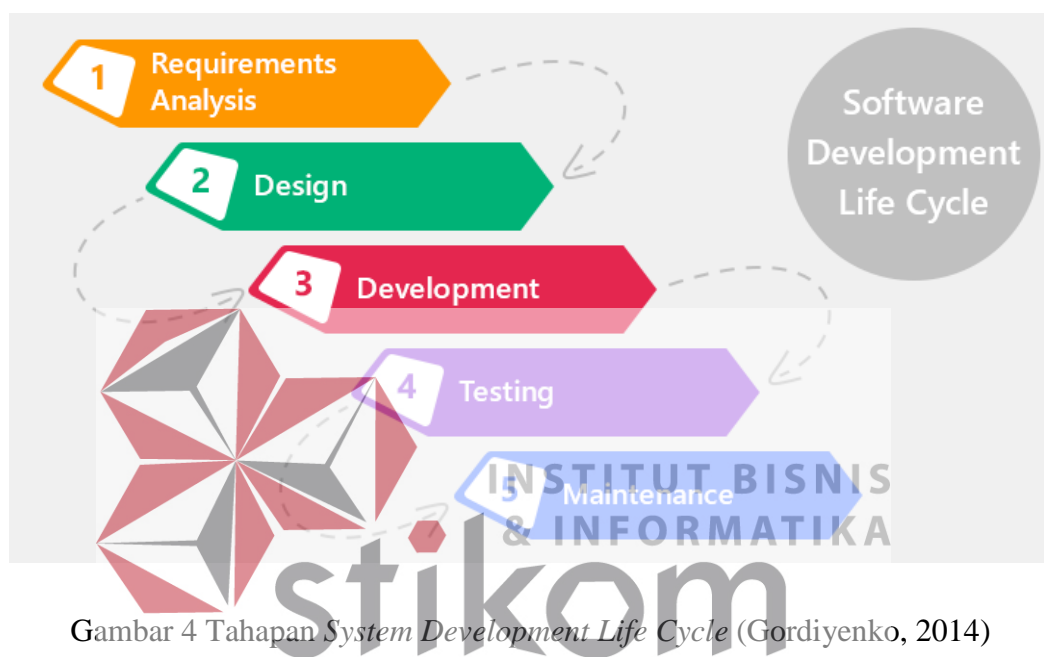 1
Requirements
Analysis
2
Design
3
Development
4
Testing
5
Maintenance
Software
Development
Life Cycle
INSTITUT BISNIS
& INFORMATIKA
stikom
Gambar 4 Tahapan System Development Life Cycle (Gordiyenko, 2014)